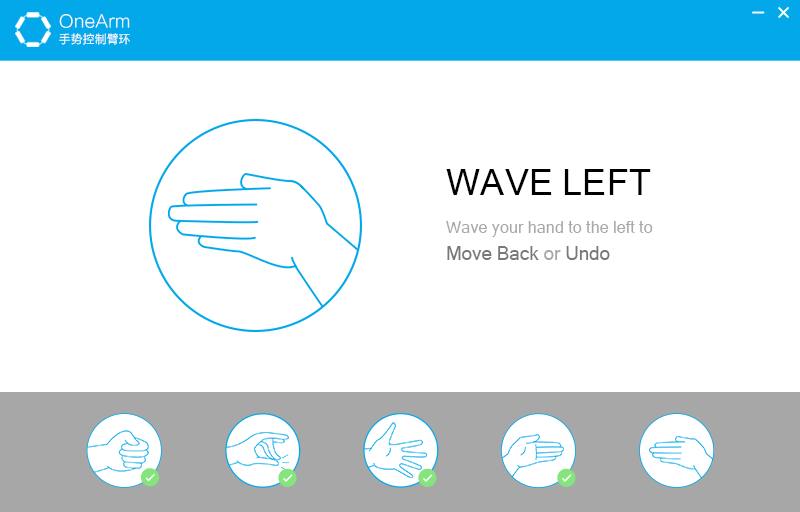 OneArm
手势控制臂环
WAVE LEFT
Wave your hand to the left to
Move Back or Undo